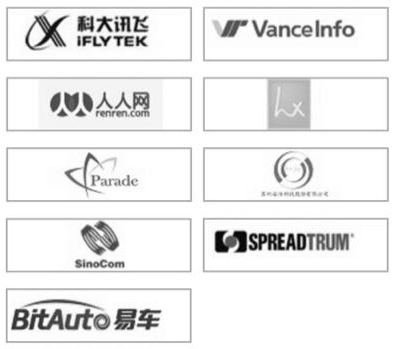 科大讯飞
iFLYTEK
VanceInfo
人人网
renren.com
hx
Parade
SinoCom
SPREADTRUM®
BitAuto易车